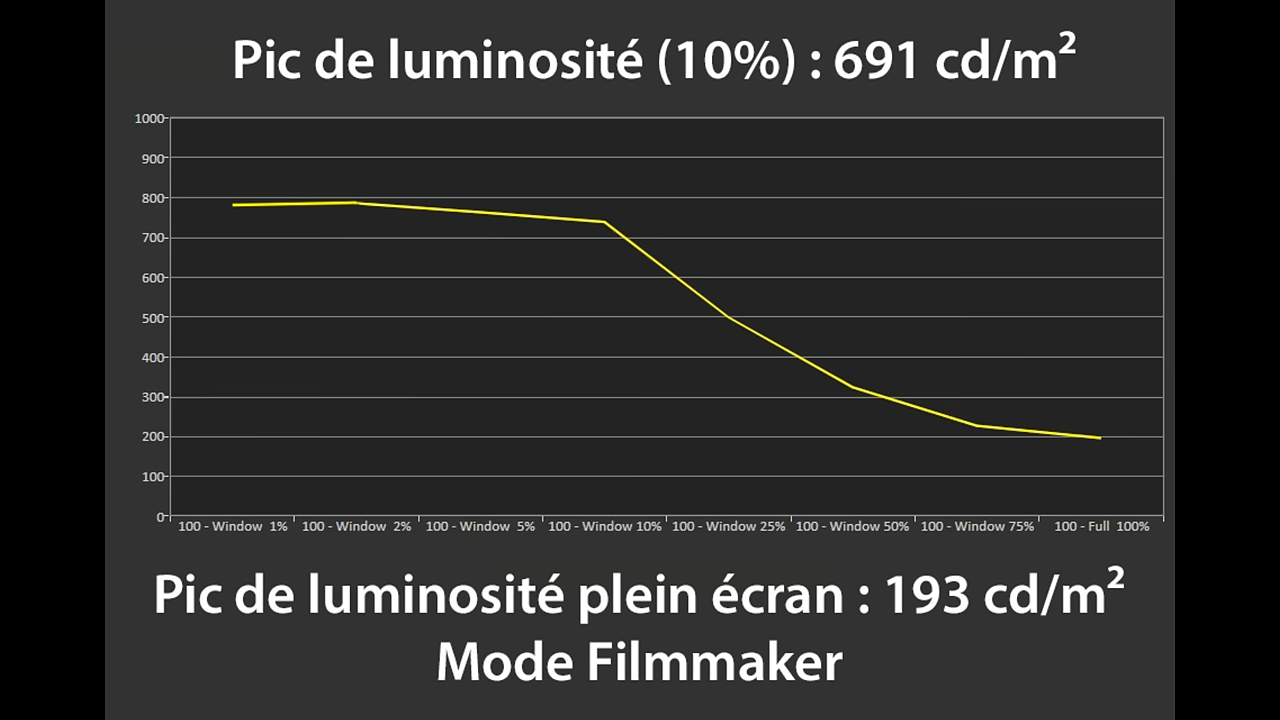 Pic de luminosité (10%) : 691 cd/m²
1000
900
800
700
600
500
400
300
200
100
0
100 - Window 1% 100 - Window 2% 100 - Window 5% 100 - Window 10% 100 - Window 25% 100 - Window 50% 100 - Window 75% 100 - Full 100%
Pic de luminosité plein écran : 193 cd/m²
Mode Filmmaker